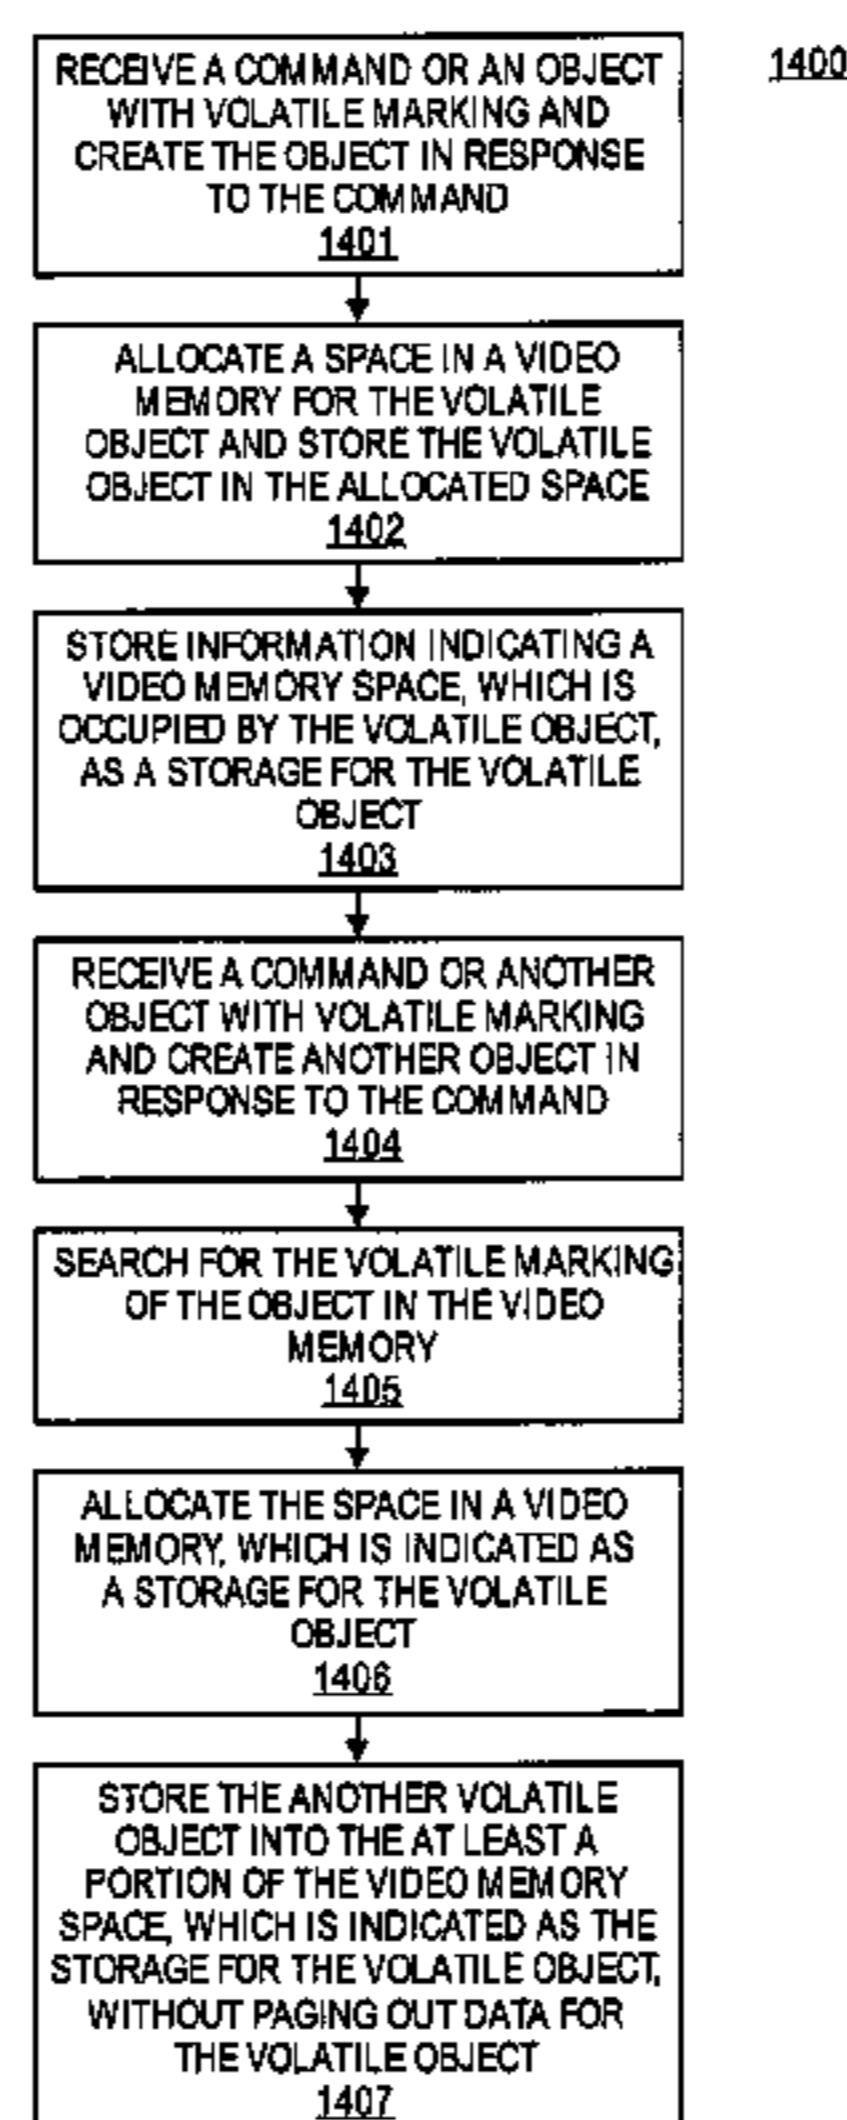 1400
RECEIVE A COMMAND OR AN OBJECT
WITH VOLATILE MARKING AND
CREATE THE OBJECT IN RESPONSE
TO THE COMMAND
1401
ALLOCATE A SPACE IN A VIDEO
MEMORY FOR THE VOLATILE
OBJECT AND STORE THE VOLATILE
OBJECT IN THE ALLOCATED SPACE
1402
STORE INFORMATION INDICATING A
VIDEO MEMORY SPACE, WHICH IS
OCCUPIED BY THE VOLATILE OBJECT,
AS A STORAGE FOR THE VOLATILE
OBJECT
1403
RECEIVE A COMMAND OR ANOTHER
OBJECT WITH VOLATILE MARKING
AND CREATE ANOTHER OBJECT IN
RESPONSE TO THE COMMAND
1404
SEARCH FOR THE VOLATILE MARKING
OF THE OBJECT IN THE VIDEO
MEMORY
1405
ALLOCATE THE SPACE IN A VIDEO
MEMORY, WHICH IS INDICATED AS
A STORAGE FOR THE VOLATILE
OBJECT
1406
STORE THE ANOTHER VOLATILE
OBJECT INTO THE AT LEAST A
PORTION OF THE VIDEO MEMORY
SPACE, WHICH IS INDICATED AS THE
STORAGE FOR THE VOLATILE OBJECT,
WITHOUT PAGING OUT DATA FOR
THE VOLATILE OBJECT
1407